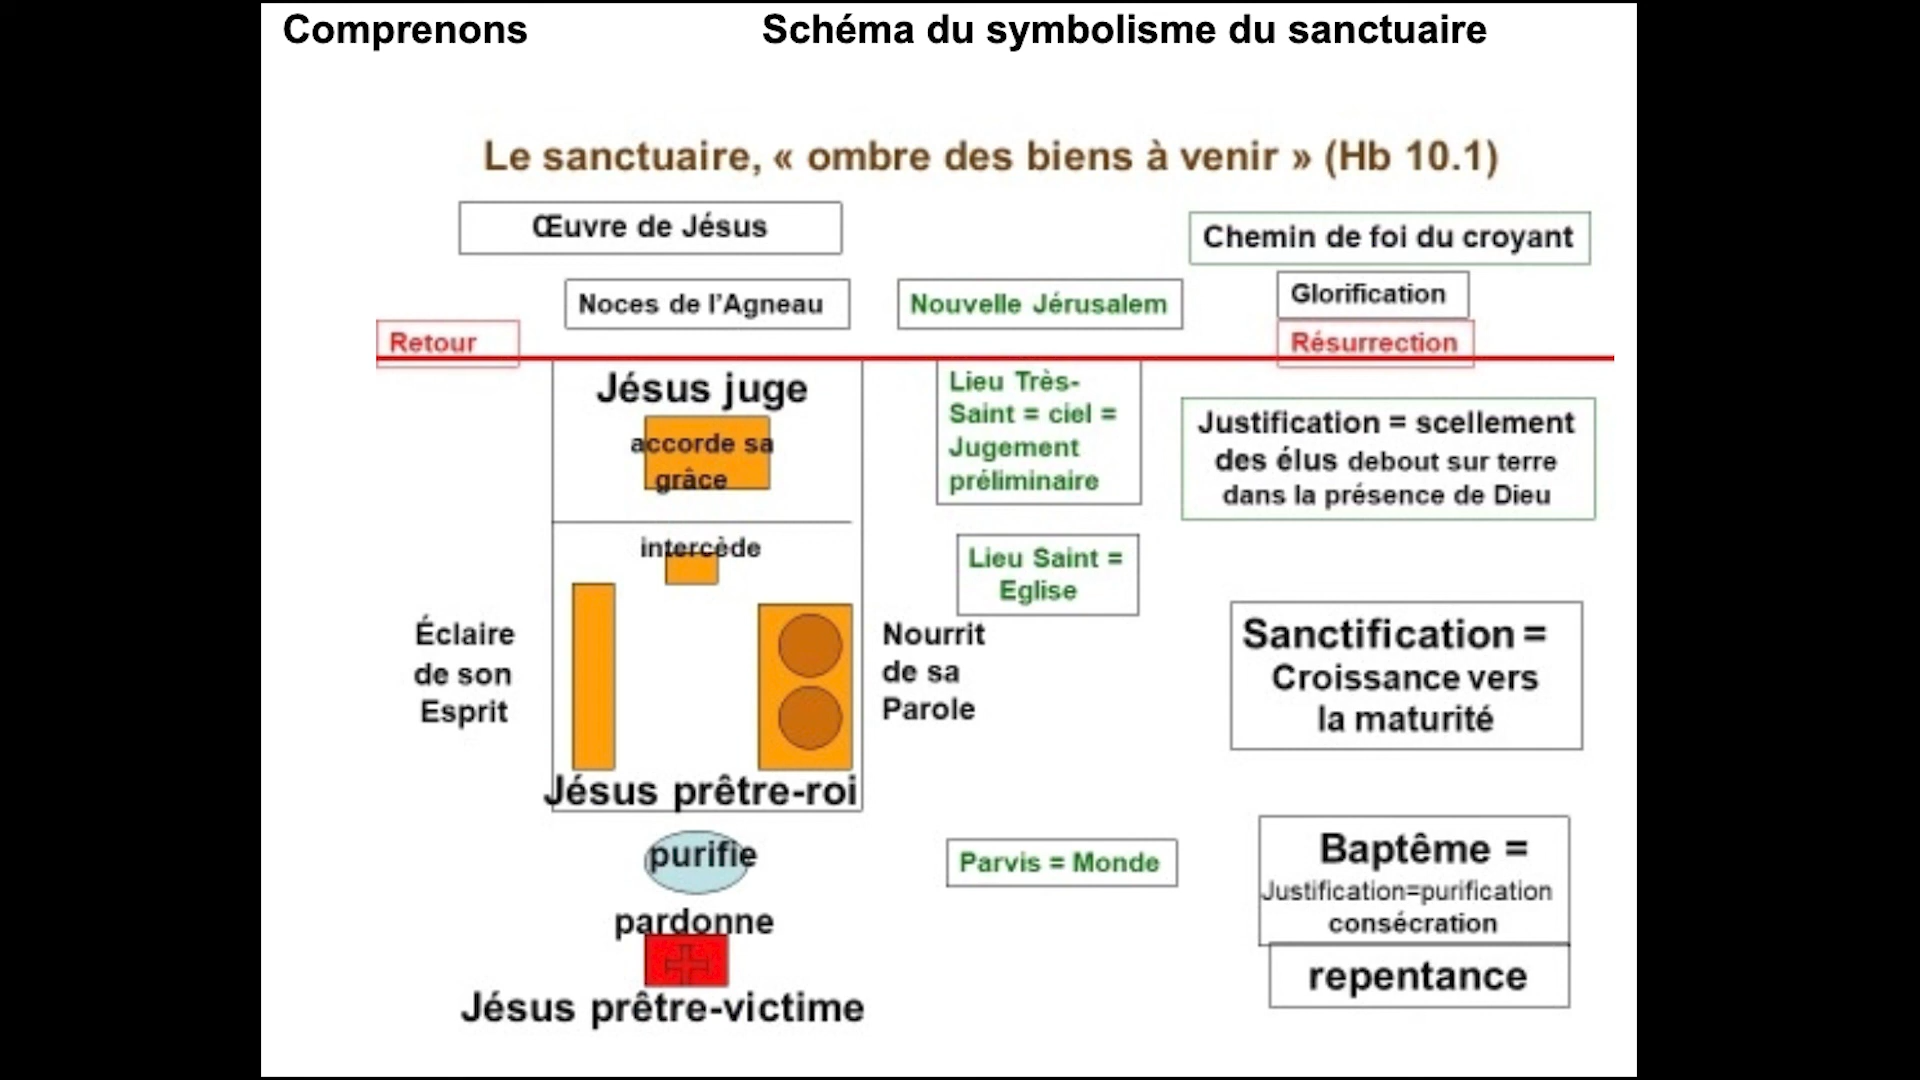 Comprenons
Schéma du symbolisme du sanctuaire
Le sanctuaire, « ombre des biens à venir » (Hb 10.1)
Œuvre de Jésus
Chemin de foi du croyant
Noces de l'Agneau
Nouvelle Jérusalem
Glorification
Retour
Résurrection
Jésus juge
accorde sa
grâce
Lieu Très-
Saint = ciel =
Jugement
préliminaire
Justification = scellement
des élus debout sur terre
dans la présence de Dieu
intercède
Lieu Saint =
Eglise
Éclaire
de son
Esprit
Nourrit
de sa
Parole
Sanctification =
Croissance vers
la maturité
Jésus prêtre-roi
purifie
Parvis = Monde
Baptême =
Justification=purification
consécration
pardonne
repentance
Jésus prêtre-victime